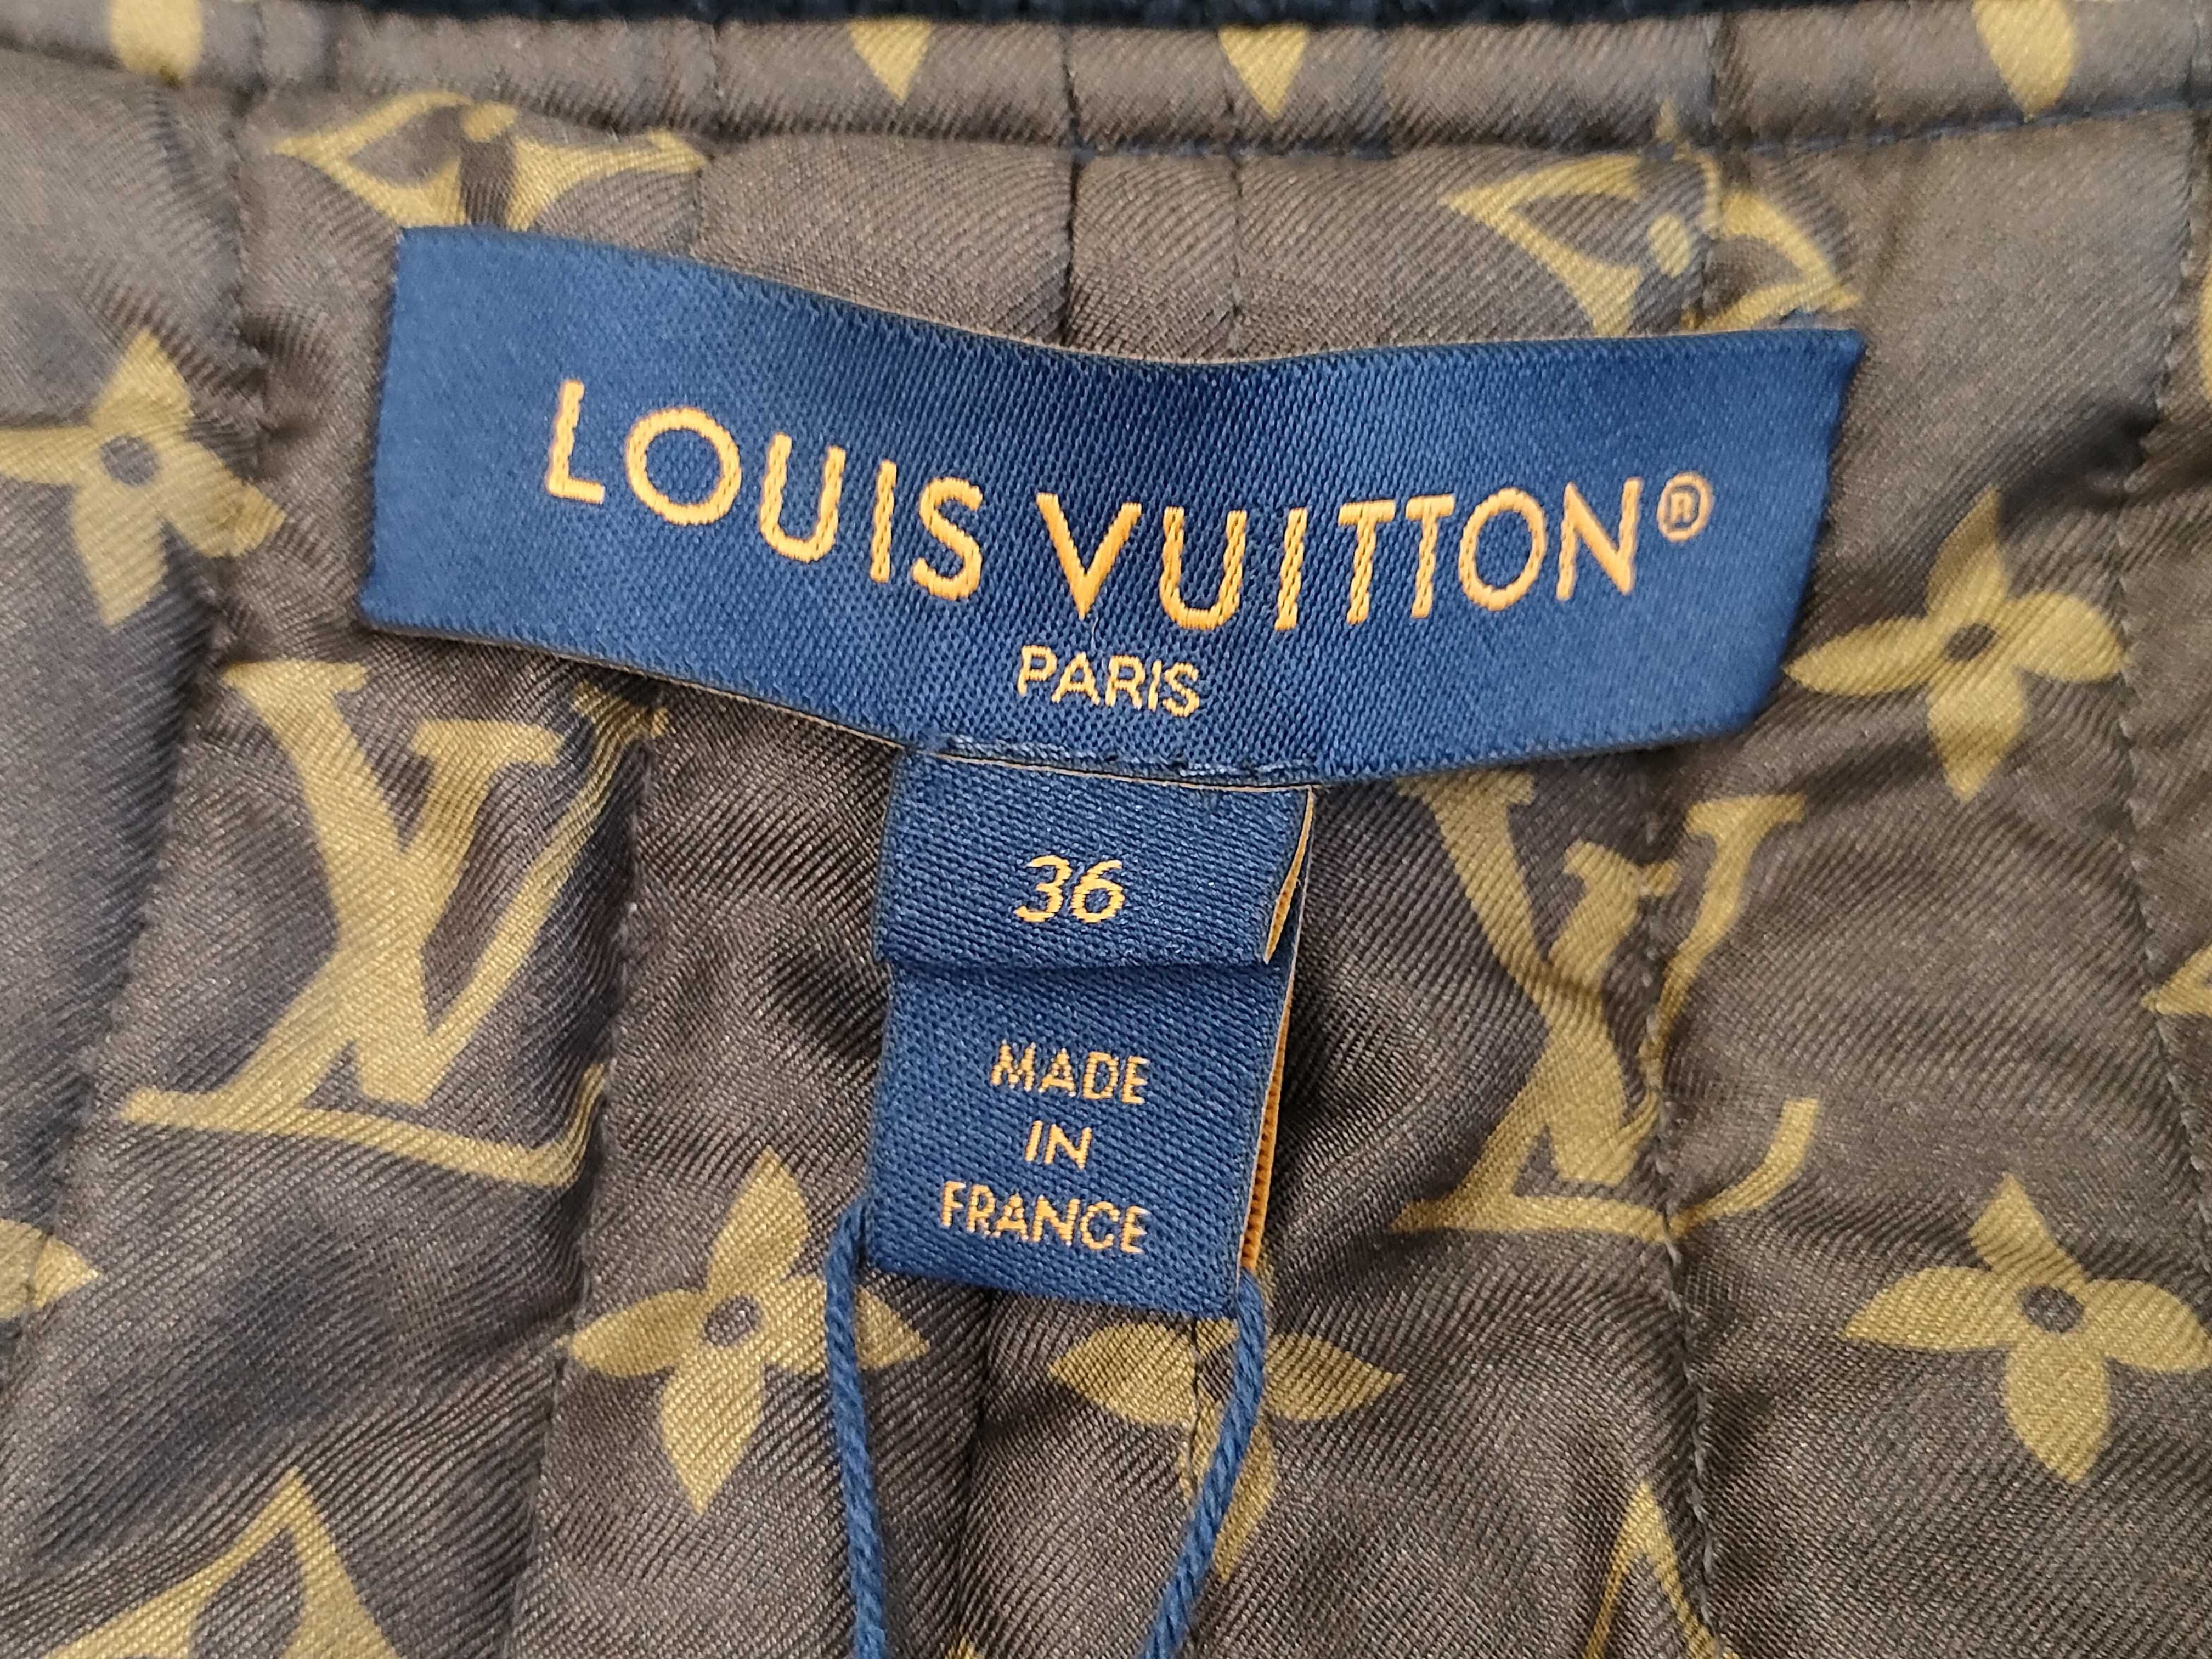 LOUIS VUITTON®
PARIS
36
MADE
IN
FRANCE